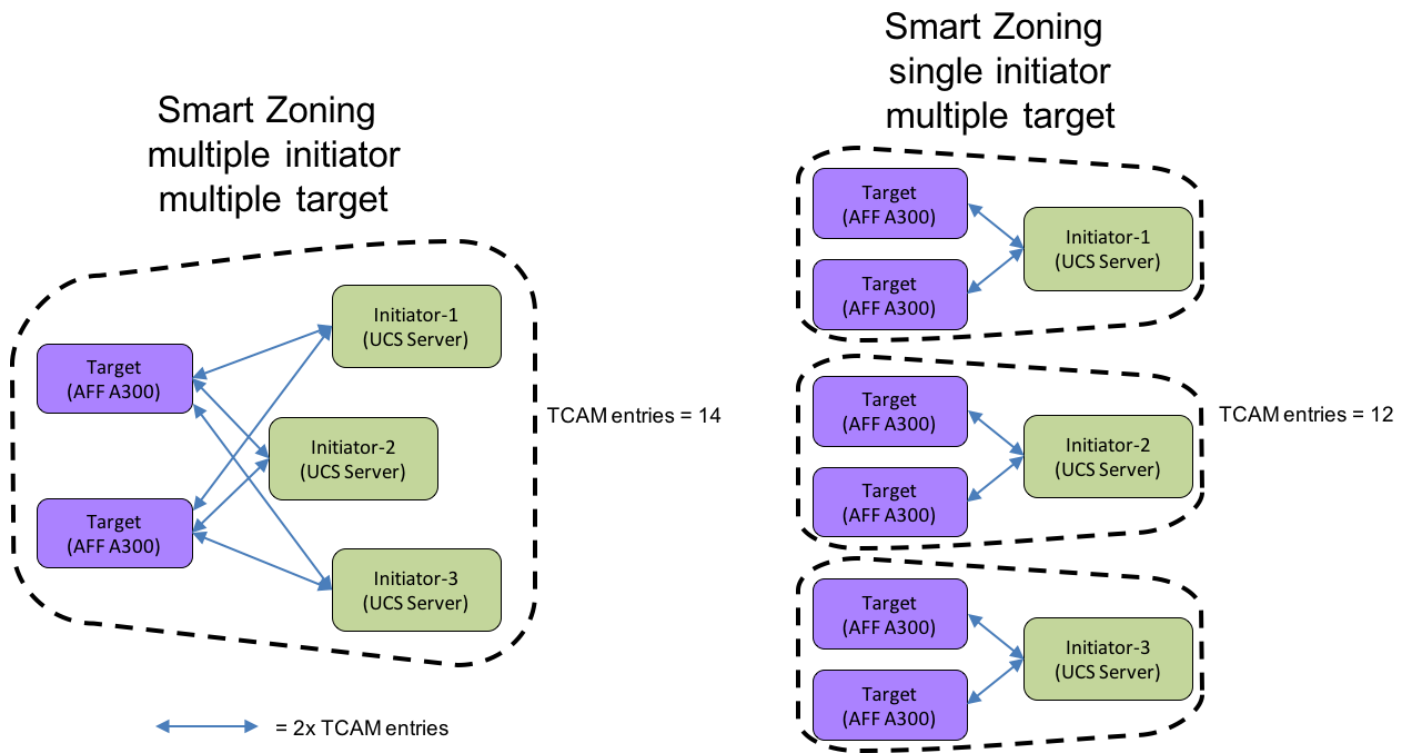 Smart Zoning
multiple initiator
multiple target
Target
(AFF A300)
Target
(AFF A300)
Initiator-1
(UCS Server)
Initiator-2
(UCS Server)
Initiator-3
(UCS Server)
TCAM entries = 14
= 2x TCAM entries
Smart Zoning
single initiator
multiple target
Target
(AFF A300)
Target
(AFF A300)
Initiator-1
(UCS Server)
Target
(AFF A300)
Target
(AFF A300)
Initiator-2
(UCS Server)
TCAM entries = 12
Target
(AFF A300)
Target
(AFF A300)
Initiator-3
(UCS Server)